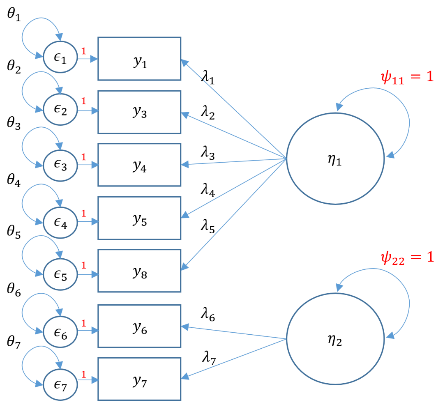 θ₁
ϵ₁ 1 y₁ λ₁
θ₂ ψ₁₁ = 1
ϵ₂ 1 y₃ λ₂
θ₃
ϵ₃ 1 y₄ λ₃ η₁
θ₄
ϵ₄ 1 y₅ λ₄
θ₅
ϵ₅ 1 y₈ λ₅
ψ₂₂ = 1
θ₆
ϵ₆ 1 y₆ λ₆
θ₇ η₂
ϵ₇ 1 y₇ λ₇